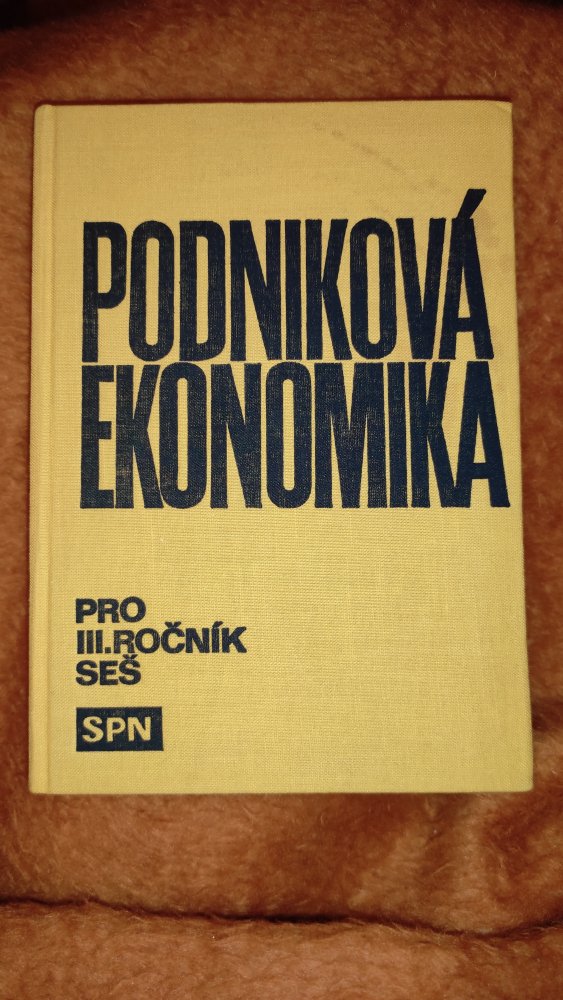 PODNIKOVÁ
EKONOMIKA
PRO
III.ROČNÍK
SEŠ
SPN